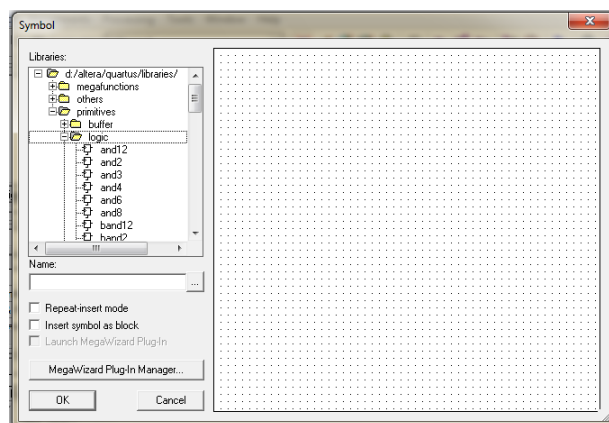 Symbol
Libraries:
d:/altera/quartus/libraries/
megafunctions
others
primitives
buffer
logic
and12
and2
and3
and4
and6
and8
band12
band2
Name:
...
Repeat-insert mode
Insert symbol as block
Launch MegaWizard Plug-In
MegaWizard Plug-In Manager...
OK
Cancel